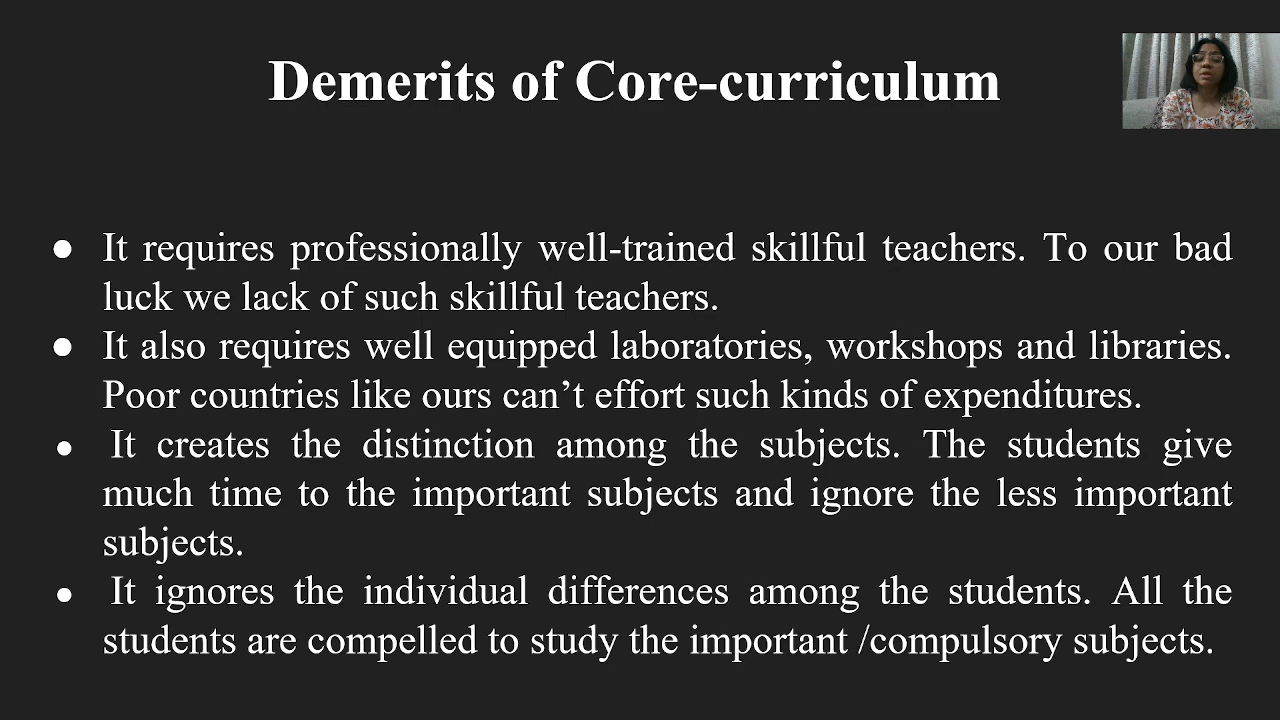 Demerits of Core-curriculum
● It requires professionally well-trained skillful teachers. To our bad
luck we lack of such skillful teachers.
● It also requires well equipped laboratories, workshops and libraries.
Poor countries like ours can’t effort such kinds of expenditures.
● It creates the distinction among the subjects. The students give
much time to the important subjects and ignore the less important
subjects.
● It ignores the individual differences among the students. All the
students are compelled to study the important /compulsory subjects.